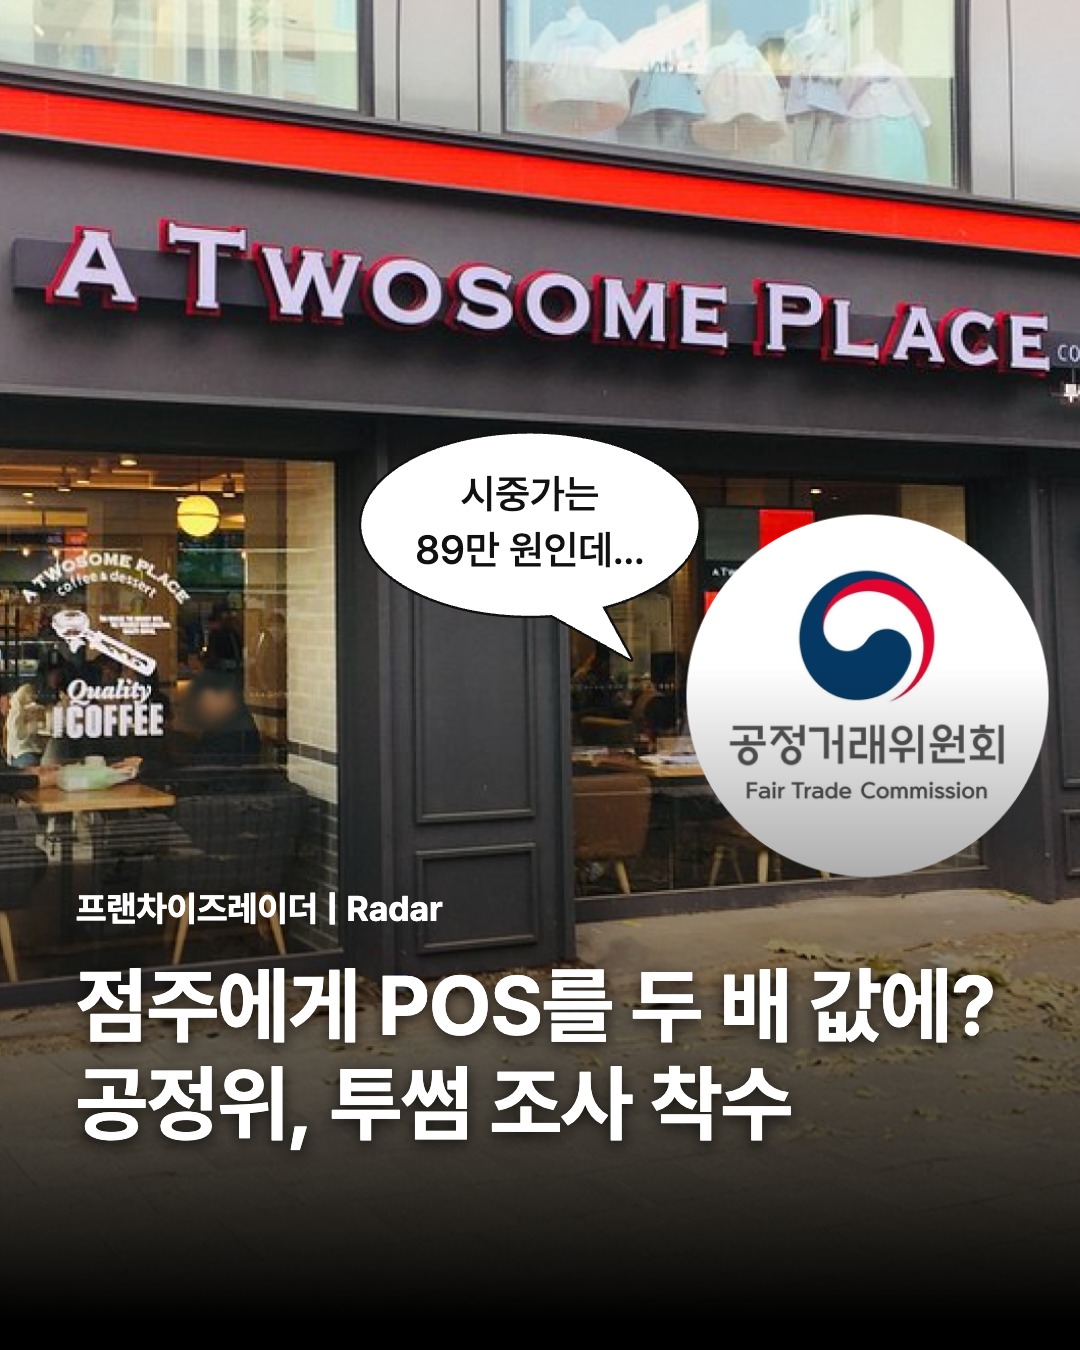 A TWOSOME PLACE
CO
시중가는
89만 원인데...
A TWOSOME PLACE
coffee & dessert
Quality
COFFEE
공정거래위원회
Fair Trade Commission
프랜차이즈레이더 | Radar
점주에게 POS를 두 배 값에?
공정위, 투썸 조사 착수